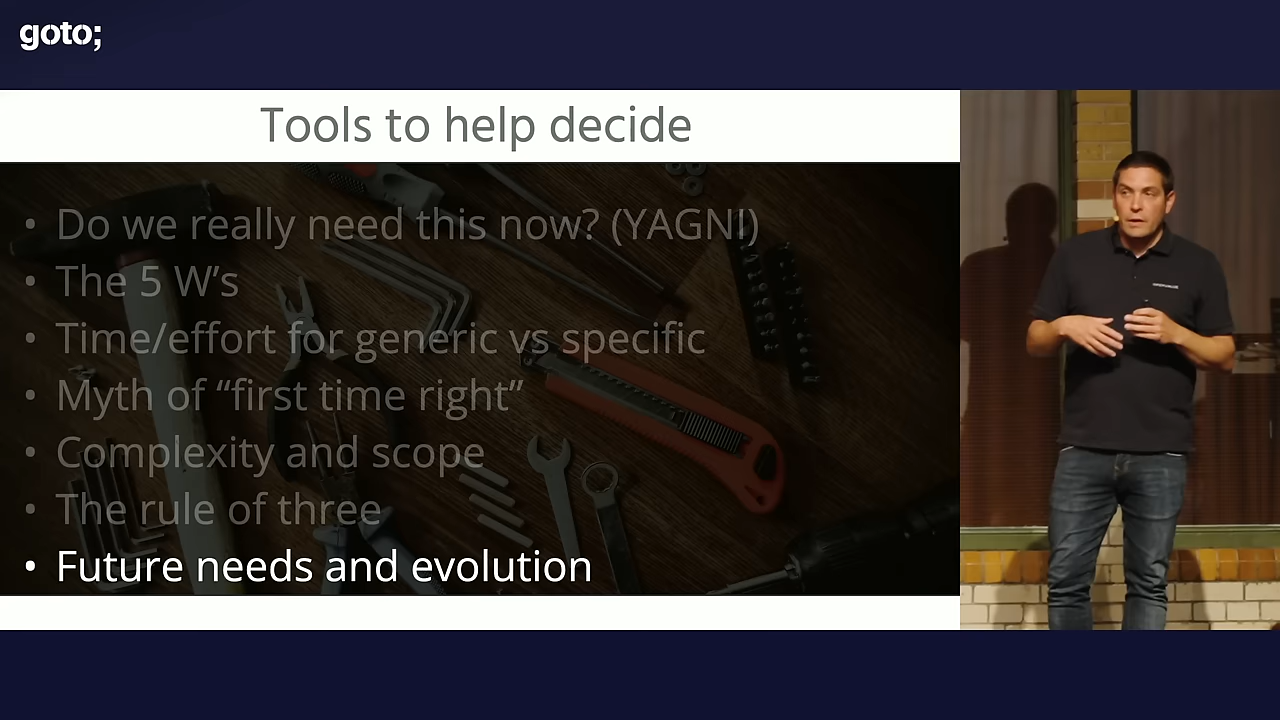 goto;
Tools to help decide
• Do we really need this now? (YAGNI)
• The 5 W’s
• Time/effort for generic vs specific
• Myth of “first time right”
• Complexity and scope
• The rule of three
• Future needs and evolution